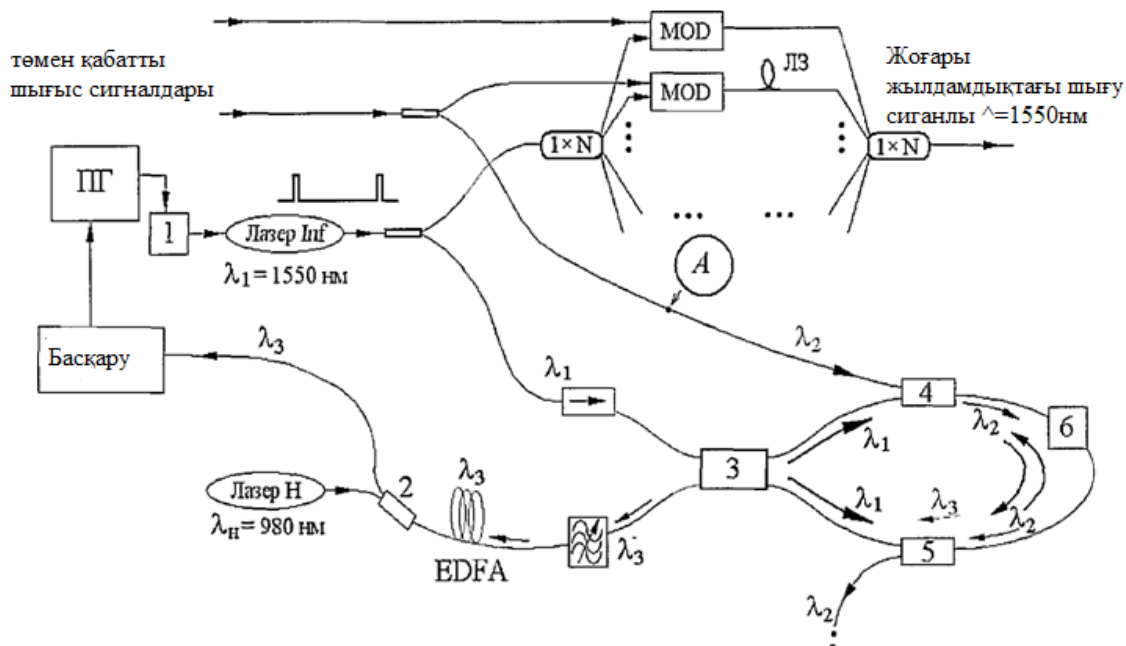 MOD
төмен қабатты
шығыс сигналдары
ЛЗ
MOD
Жоғары
жылдамдықтағы шығу
сиганлы ^=1550нм
1×N
1×N
ПГ
1
Лазер Inf
λ₁ = 1550 нм
A
Басқару
λ₃
λ₂
λ₁
4
λ₂
6
λ₁
3
λ₃
2
Лазер Н
λн = 980 нм
λ₁
λ₃
λ₂
λ₃
5
EDFA
λ₂